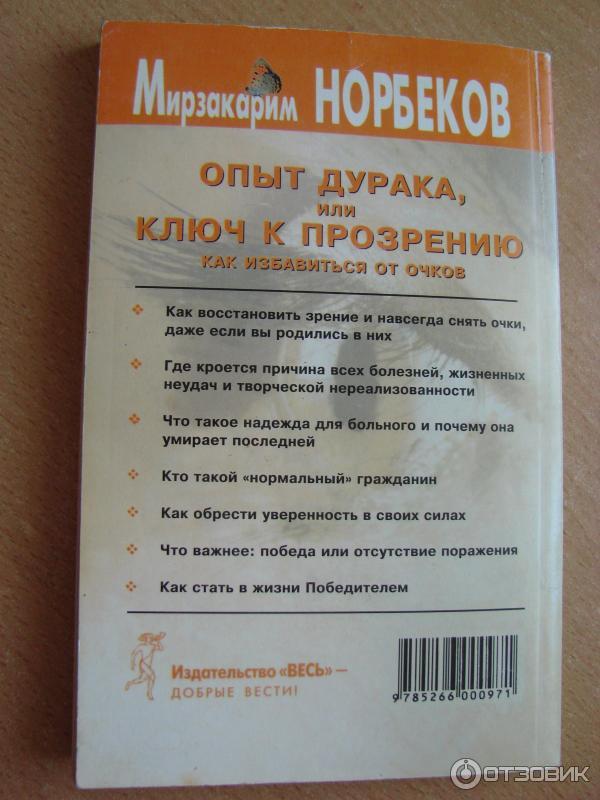 Мирзакарим НОРБЕКОВ
ОПЫТ ДУРАКА,
ИЛИ
КЛЮЧ К ПРОЗРЕНИЮ
КАК ИЗБАВИТЬСЯ ОТ ОЧКОВ
Как восстановить зрение и навсегда снять очки,
даже если вы родились в них
Где кроется причина всех болезней, жизненных
неудач и творческой нереализованности
Что такое надежда для больного и почему она
умирает последней
Кто такой «нормальный» гражданин
Как обрести уверенность в своих силах
Что важнее: победа или отсутствие поражения
Как стать в жизни Победителем
Издательство «ВЕСЬ» —
ДОБРЫЕ ВЕСТИ!
9 785266 000971
ОТЗОВИК